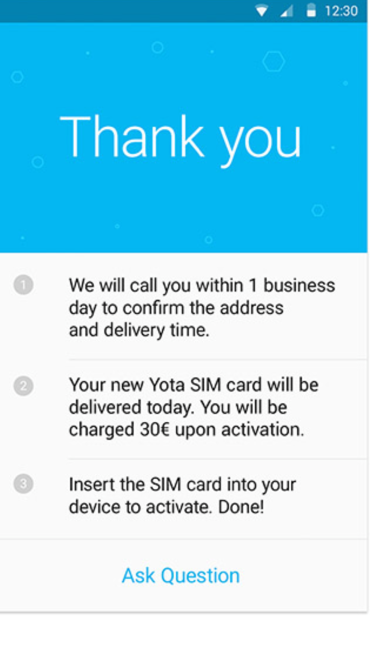 12:30
Thank you
1
We will call you within 1 business
day to confirm the address
and delivery time.
2
Your new Yota SIM card will be
delivered today. You will be
charged 30€ upon activation.
3
Insert the SIM card into your
device to activate. Done!
Ask Question